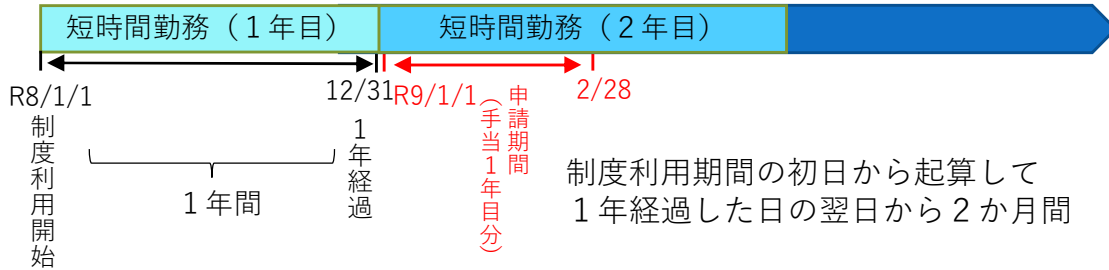 短時間勤務（１年目）
短時間勤務（２年目）
R8/1/1
12/31
R9/1/1
2/28
制度利用開始
１年間
１年経過
申請期間
（手当１年目分）
制度利用期間の初日から起算して
１年経過した日の翌日から２か月間